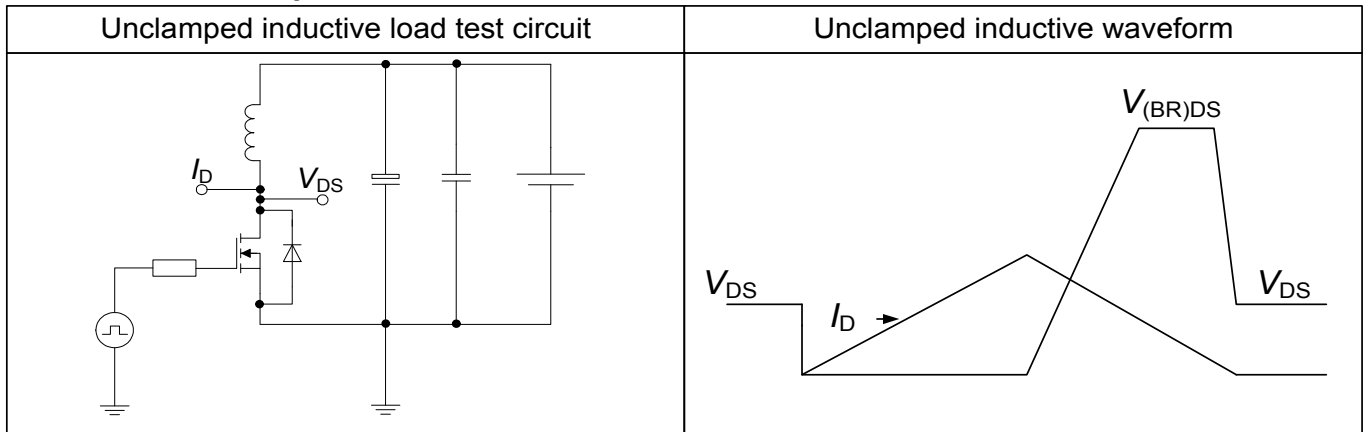 Unclamped inductive load test circuit
Unclamped inductive waveform
I_D
V_DS
V_(BR)DS
V_DS
I_D
V_DS